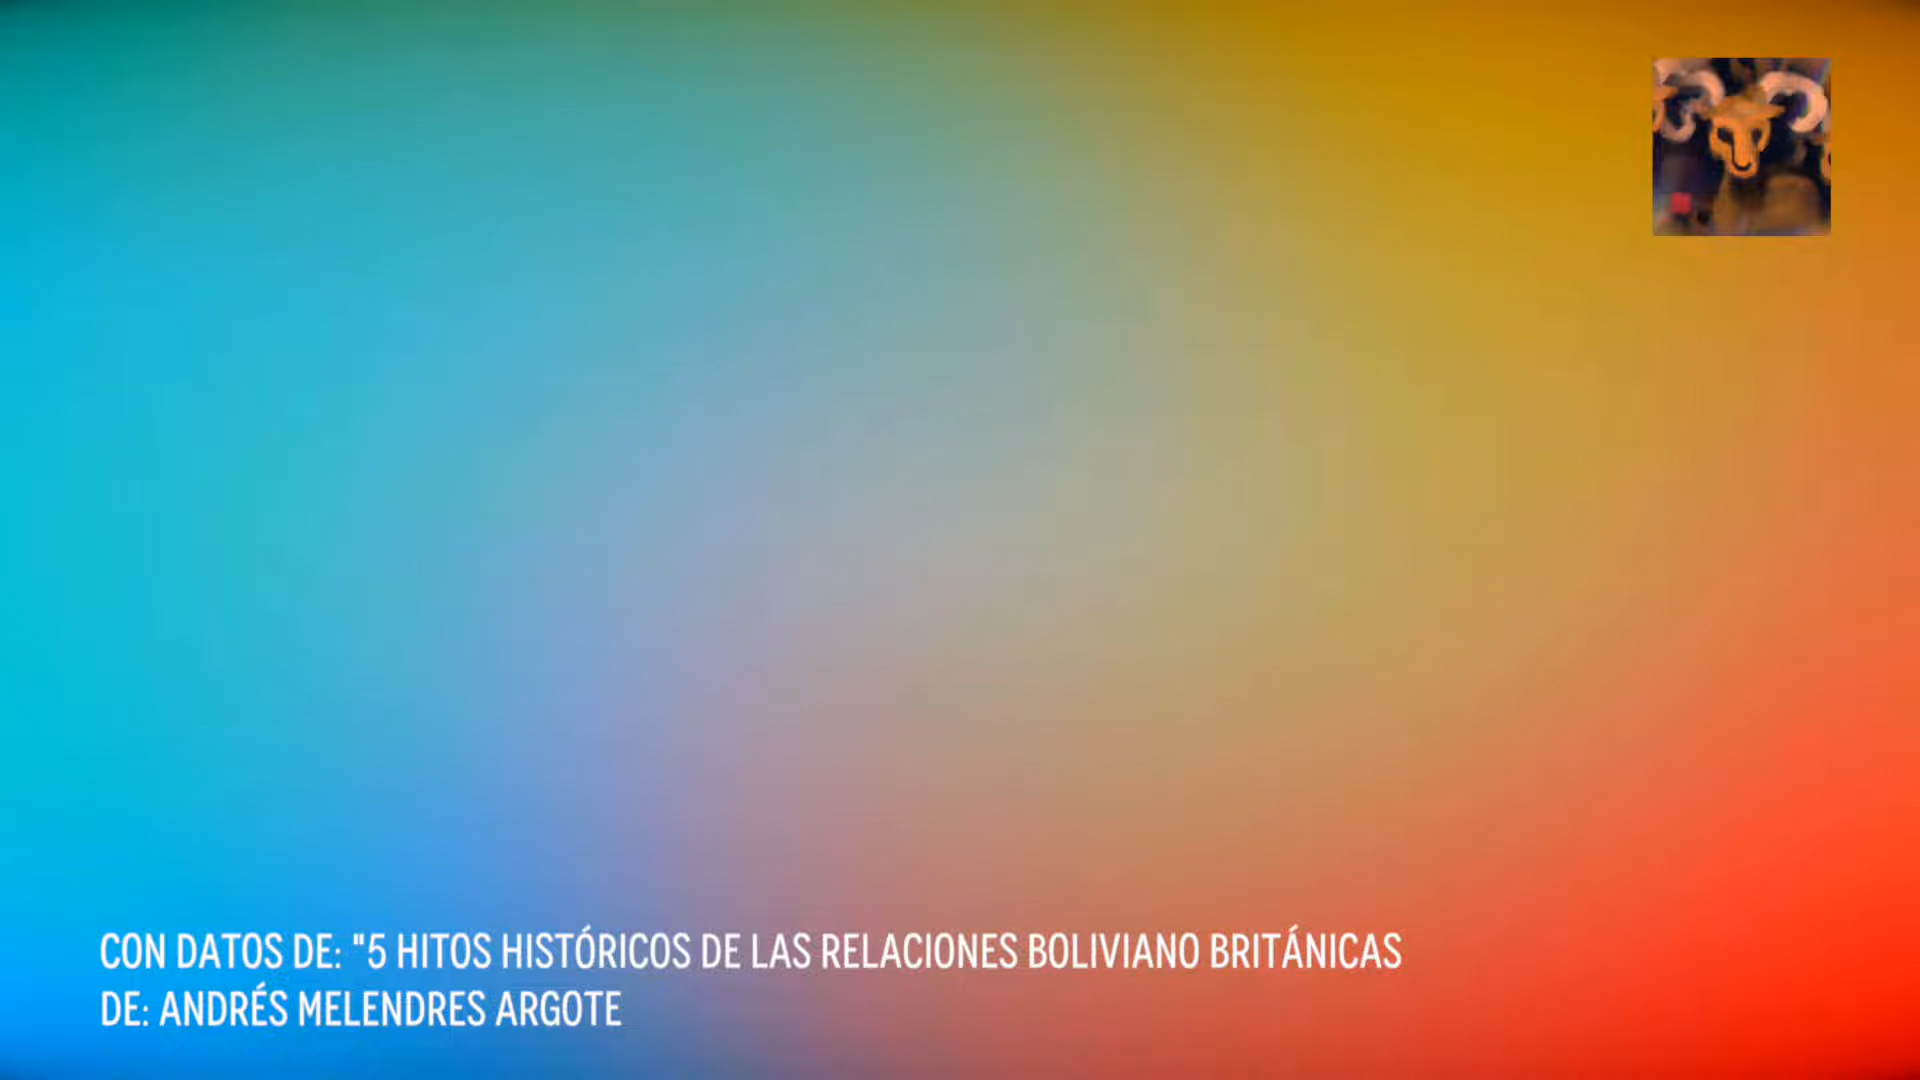 CON DATOS DE: "5 HITOS HISTÓRICOS DE LAS RELACIONES BOLIVIANO BRITÁNICAS
DE: ANDRÉS MELENDRES ARGOTE